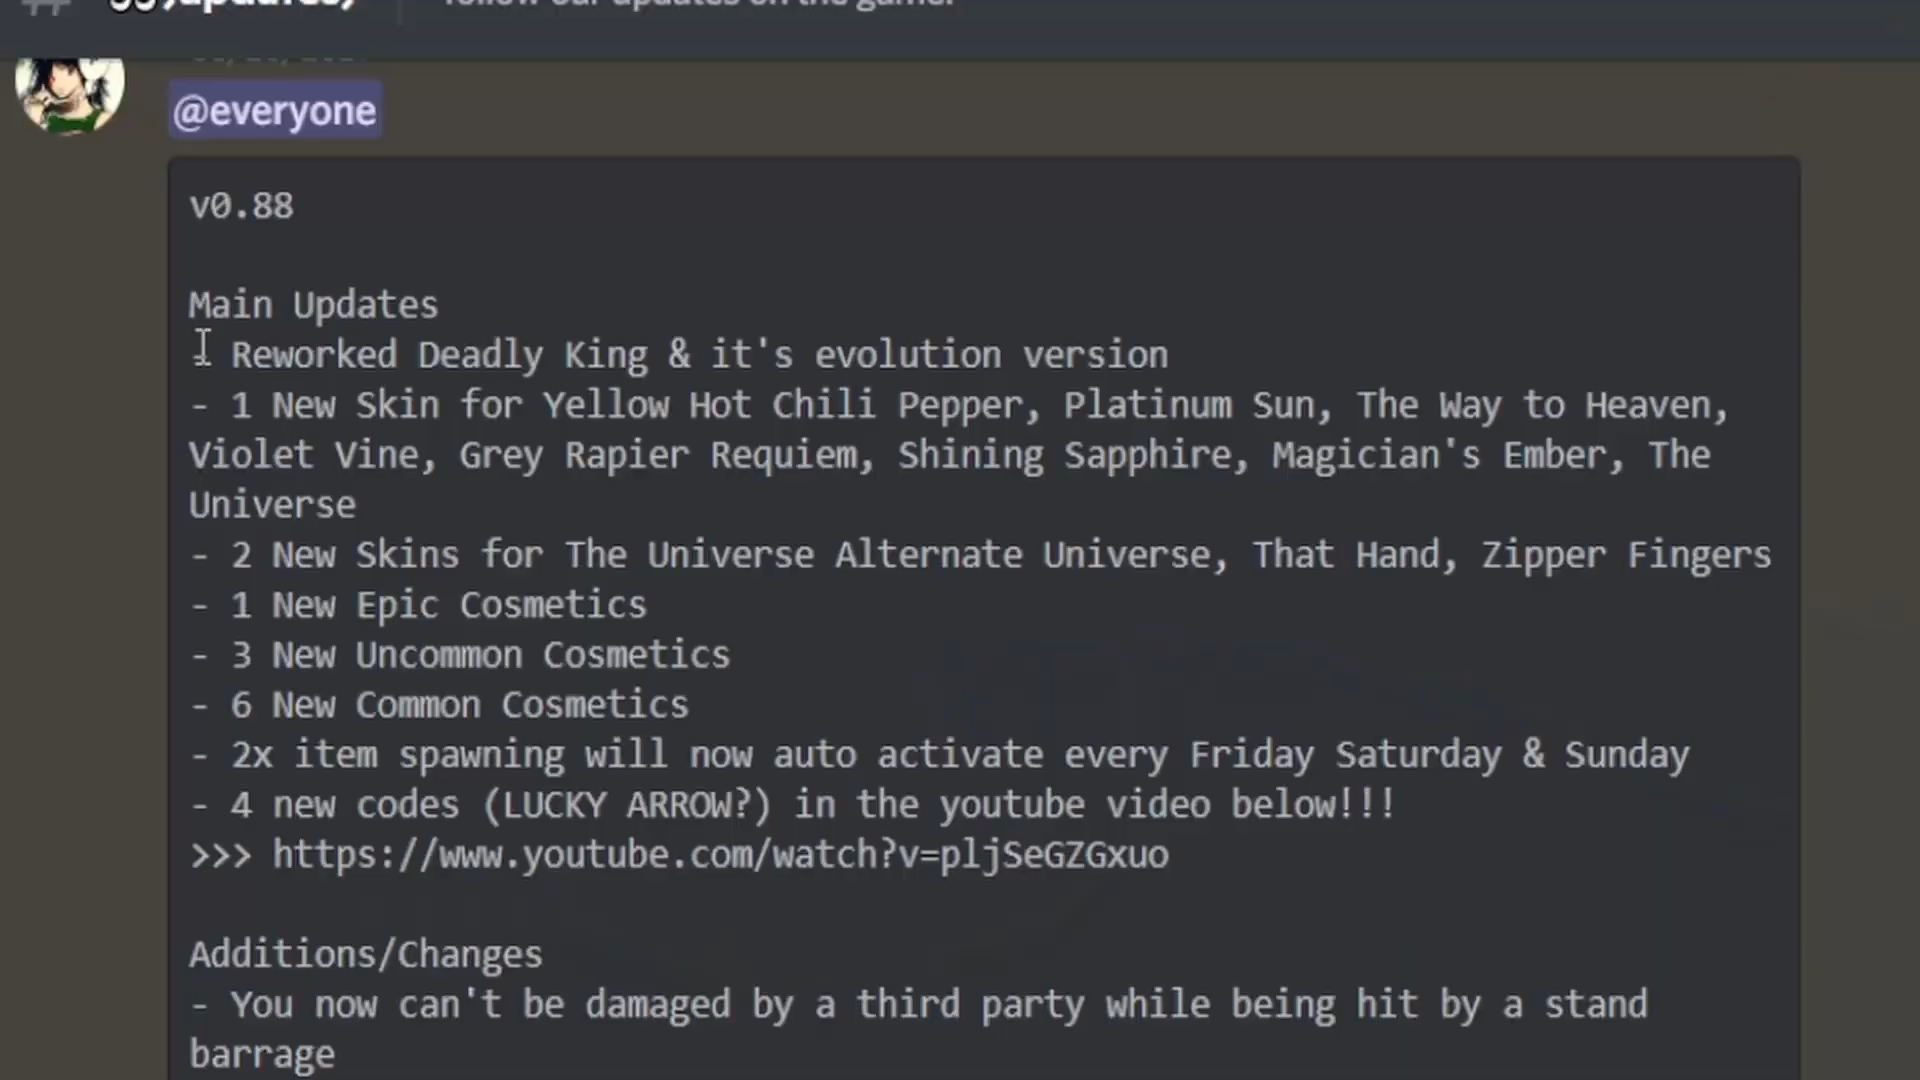 @everyone
v0.88
Main Updates
Reworked Deadly King & it's evolution version
- 1 New Skin for Yellow Hot Chili Pepper, Platinum Sun, The Way to Heaven,
Violet Vine, Grey Rapier Requiem, Shining Sapphire, Magician's Ember, The
Universe
- 2 New Skins for The Universe Alternate Universe, That Hand, Zipper Fingers
- 1 New Epic Cosmetics
- 3 New Uncommon Cosmetics
- 6 New Common Cosmetics
- 2x item spawning will now auto activate every Friday Saturday & Sunday
- 4 new codes (LUCKY ARROW?) in the youtube video below!!!
>>> https://www.youtube.com/watch?v=pljSeGZGxuo
Additions/Changes
- You now can't be damaged by a third party while being hit by a stand
barrage